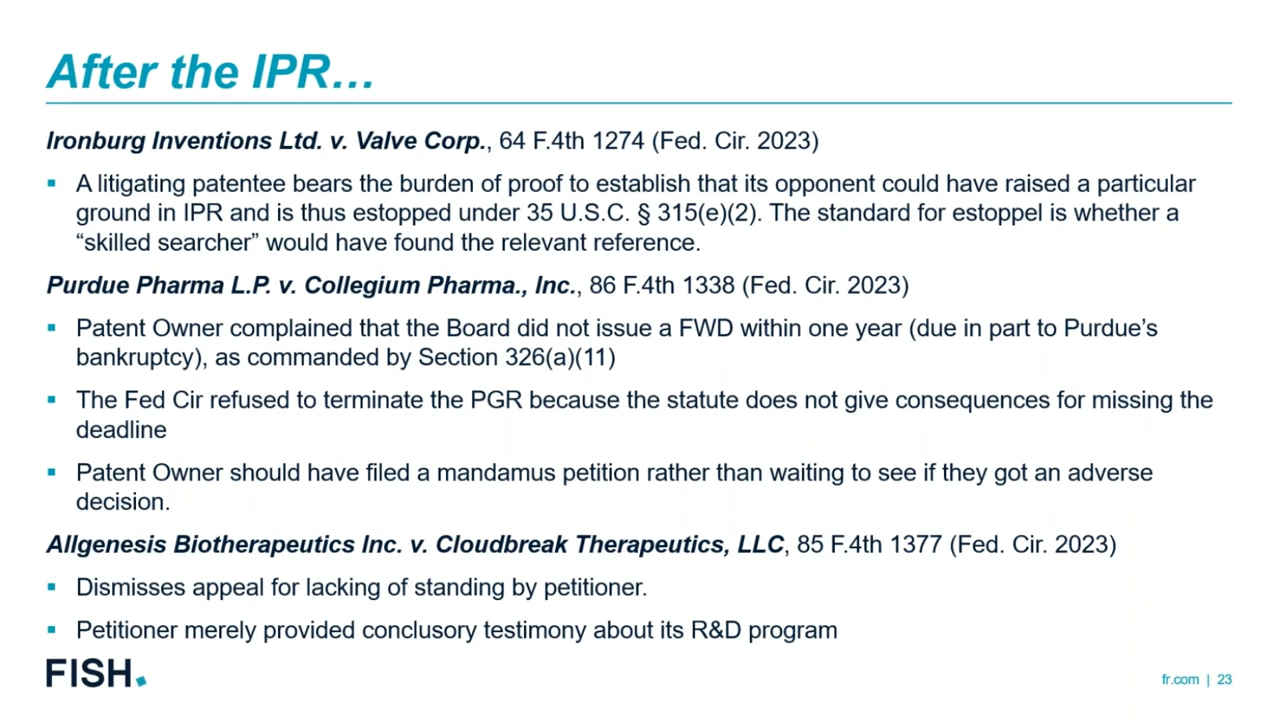 After the IPR…
Ironburg Inventions Ltd. v. Valve Corp., 64 F.4th 1274 (Fed. Cir. 2023)
▪ A litigating patentee bears the burden of proof to establish that its opponent could have raised a particular
ground in IPR and is thus estopped under 35 U.S.C. § 315(e)(2). The standard for estoppel is whether a
“skilled searcher” would have found the relevant reference.
Purdue Pharma L.P. v. Collegium Pharma., Inc., 86 F.4th 1338 (Fed. Cir. 2023)
▪ Patent Owner complained that the Board did not issue a FWD within one year (due in part to Purdue’s
bankruptcy), as commanded by Section 326(a)(11)
▪ The Fed Cir refused to terminate the PGR because the statute does not give consequences for missing the
deadline
▪ Patent Owner should have filed a mandamus petition rather than waiting to see if they got an adverse
decision.
Allgenesis Biotherapeutics Inc. v. Cloudbreak Therapeutics, LLC, 85 F.4th 1377 (Fed. Cir. 2023)
▪ Dismisses appeal for lacking of standing by petitioner.
▪ Petitioner merely provided conclusory testimony about its R&D program
FISH.
fr.com | 23